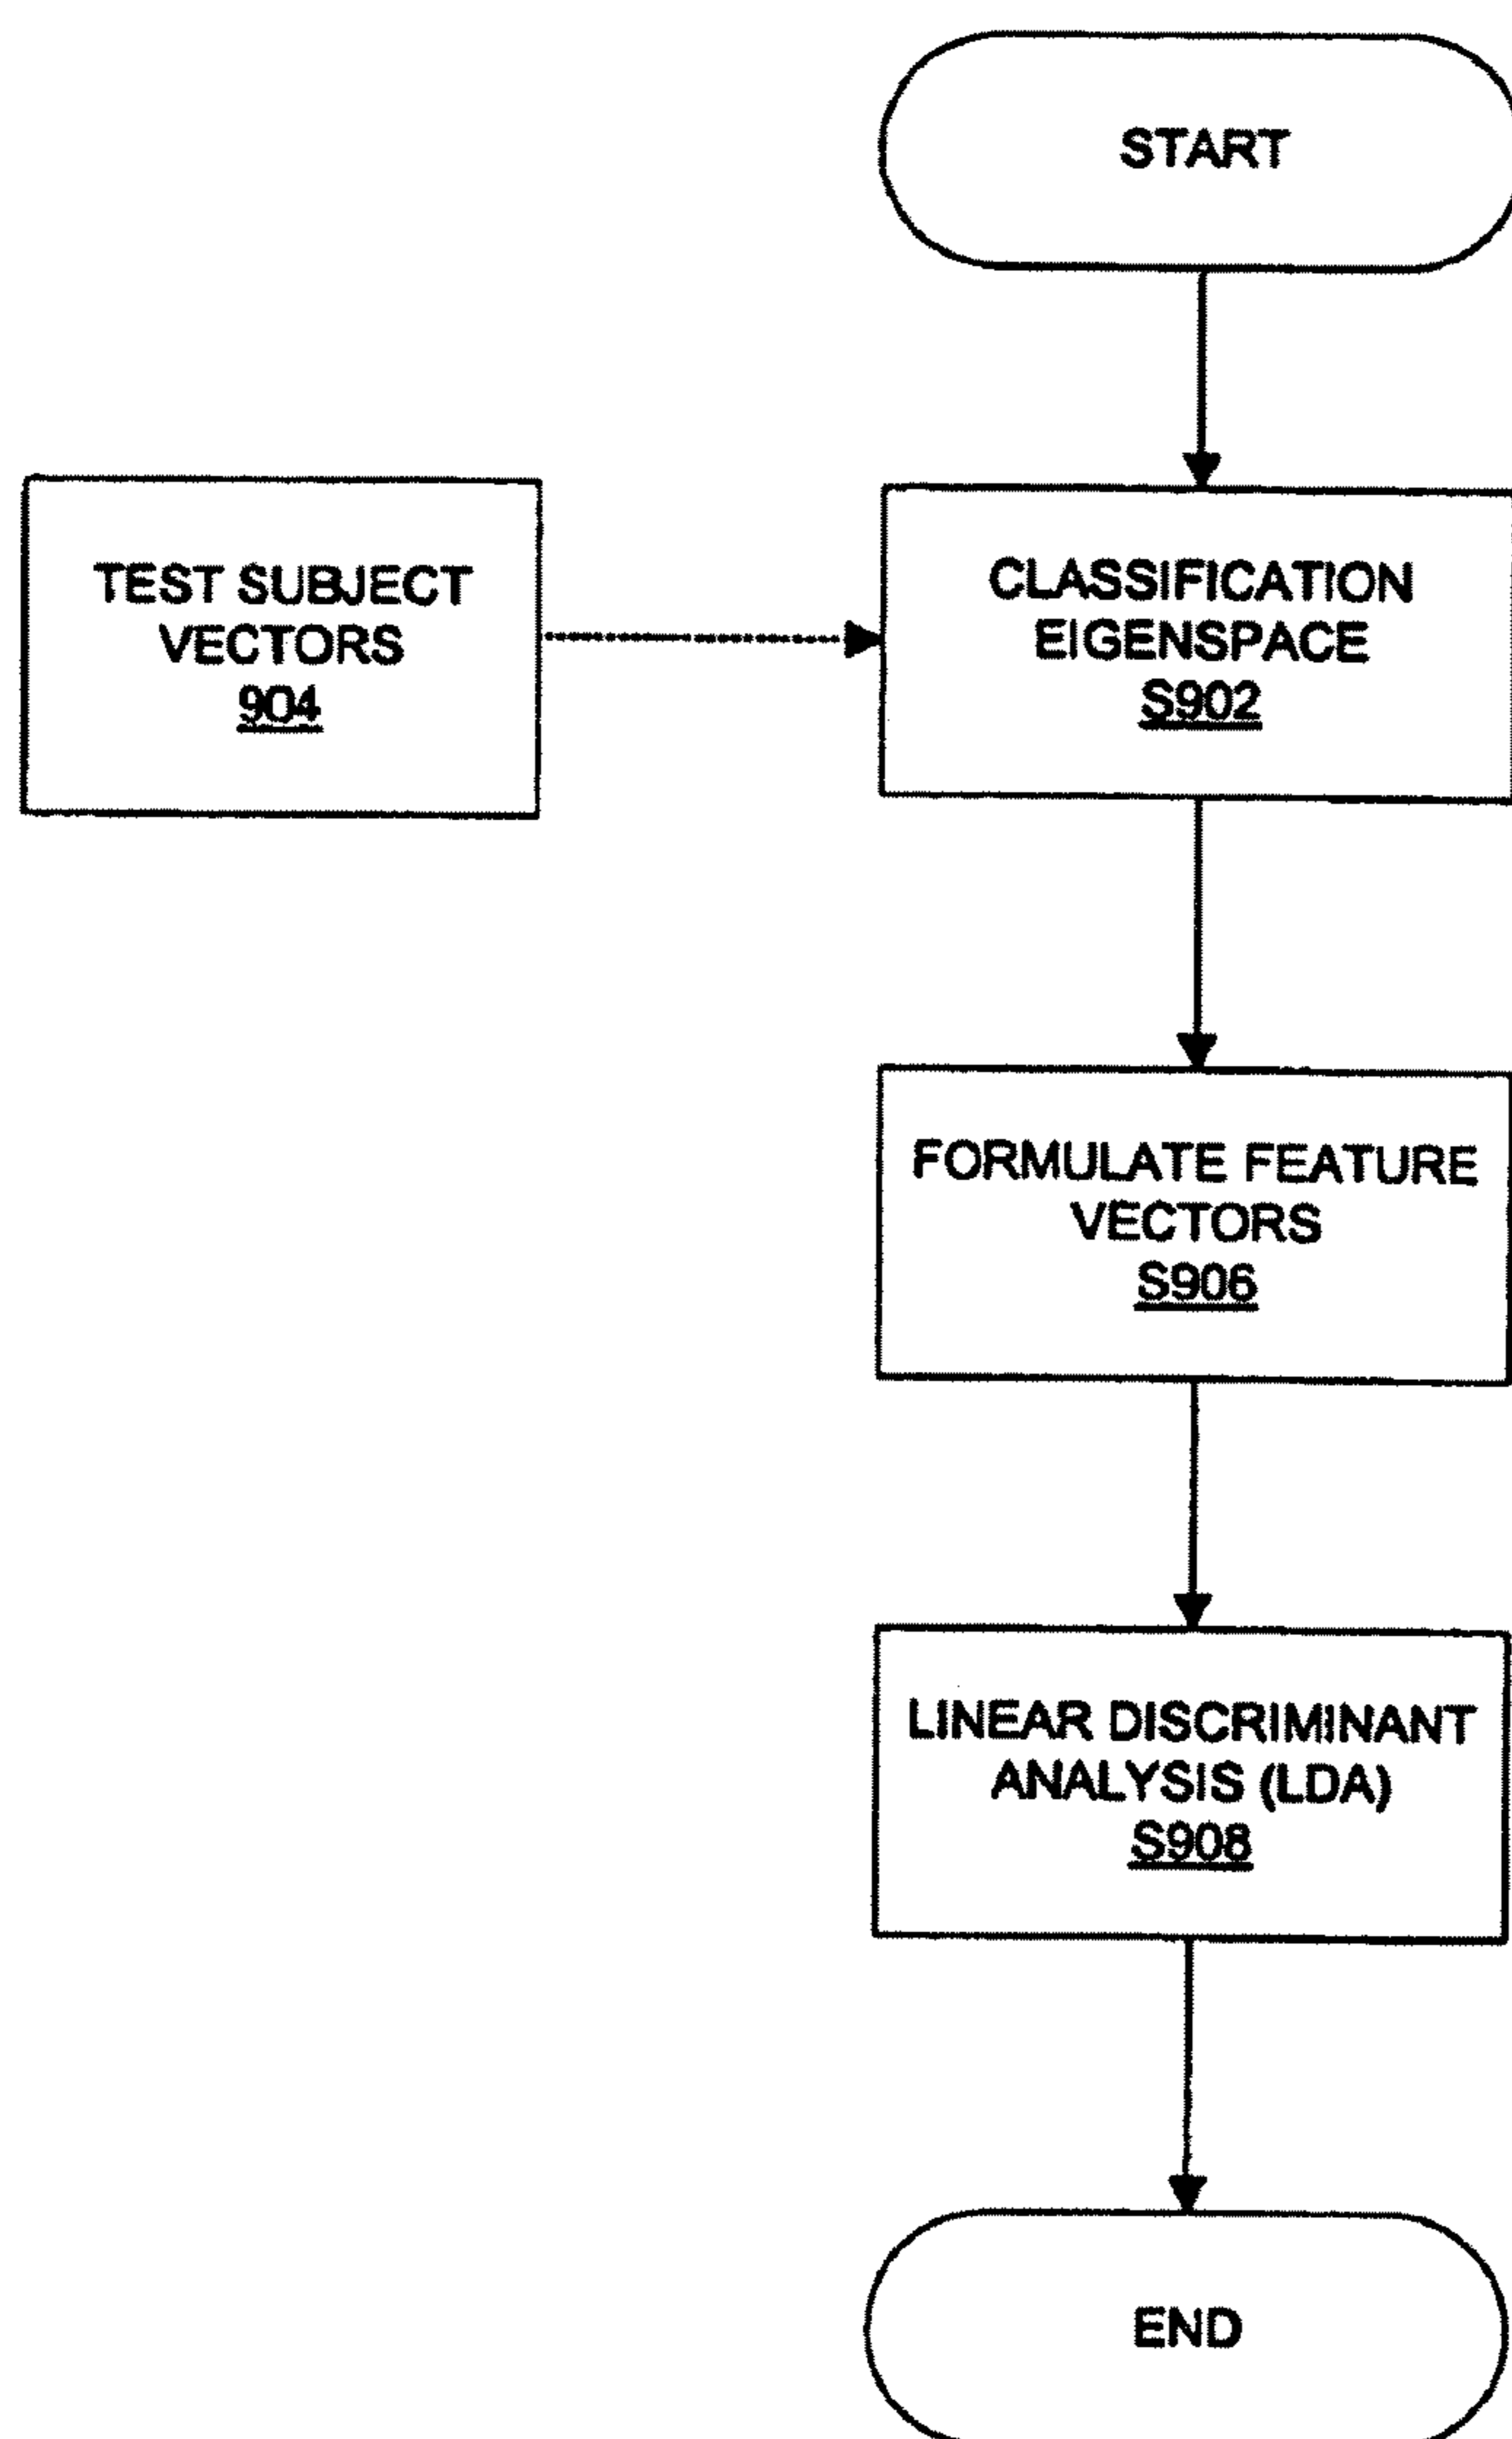 START
TEST SUBJECT
VECTORS
904
CLASSIFICATION
EIGENSPACE
S902
FORMULATE FEATURE
VECTORS
S906
LINEAR DISCRIMINANT
ANALYSIS (LDA)
S908
END